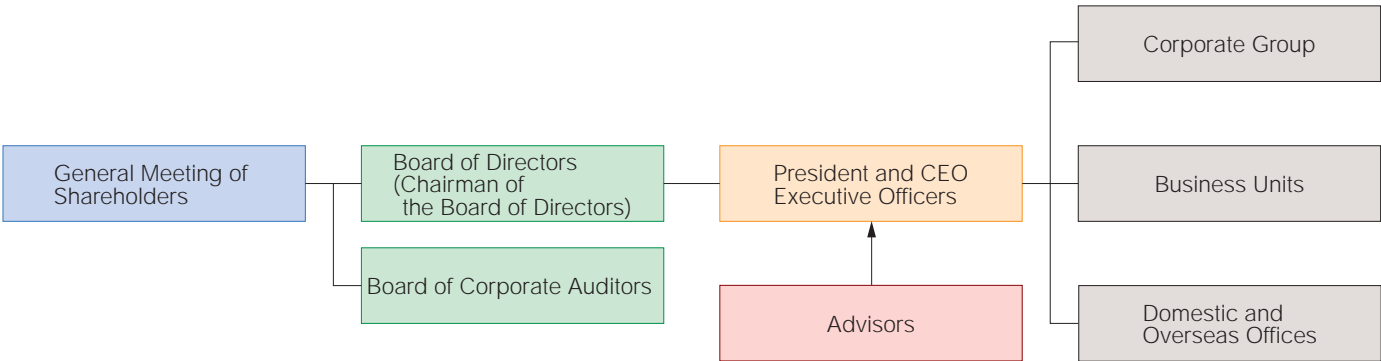 General Meeting of
Shareholders
Board of Directors
(Chairman of
the Board of Directors)
Board of Corporate Auditors
President and CEO
Executive Officers
Advisors
Corporate Group
Business Units
Domestic and
Overseas Offices